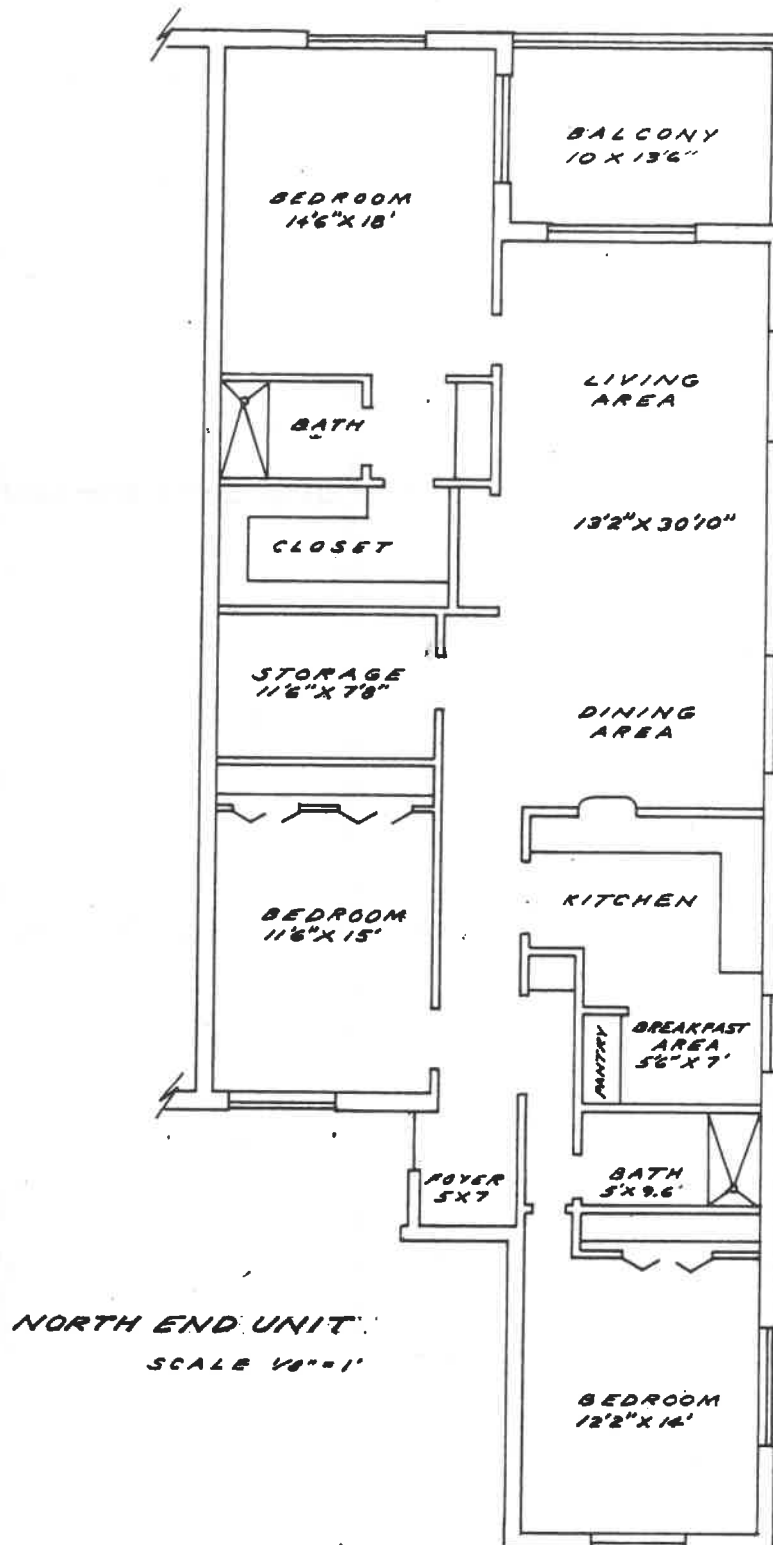 BALCONY
10 X 13'6"
BEDROOM
14'6" X 18'
LIVING
AREA
BATH
13'2" X 30'10"
CLOSET
STORAGE
11'6" X 7'8"
DINING
AREA
KITCHEN
BEDROOM
11'6" X 15'
BREAKFAST
AREA
5'6" X 7'
PANTRY
BATH
5' X 9.6'
FOYER
5 X 7
NORTH END UNIT
SCALE 1/8" = 1'
BEDROOM
12'2" X 14'